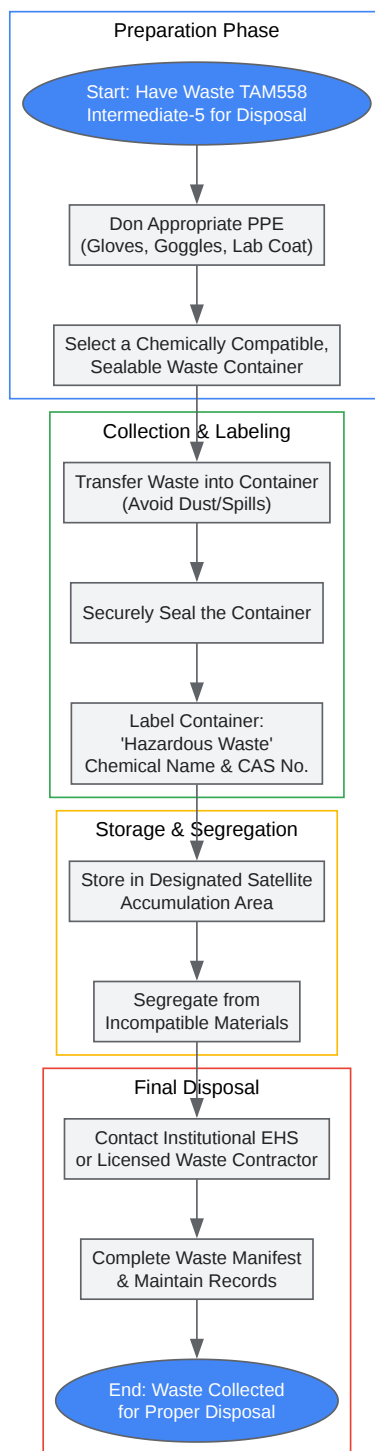 Preparation Phase
Start: Have Waste TAM558
Intermediate-5 for Disposal
Don Appropriate PPE
(Gloves, Goggles, Lab Coat)
Select a Chemically Compatible,
Sealable Waste Container
Collection & Labeling
Transfer Waste into Container
(Avoid Dust/Spills)
Securely Seal the Container
Label Container:
'Hazardous Waste'
Chemical Name & CAS No.
Storage & Segregation
Store in Designated Satellite
Accumulation Area
Segregate from
Incompatible Materials
Final Disposal
Contact Institutional EHS
or Licensed Waste Contractor
Complete Waste Manifest
& Maintain Records
End: Waste Collected
for Proper Disposal